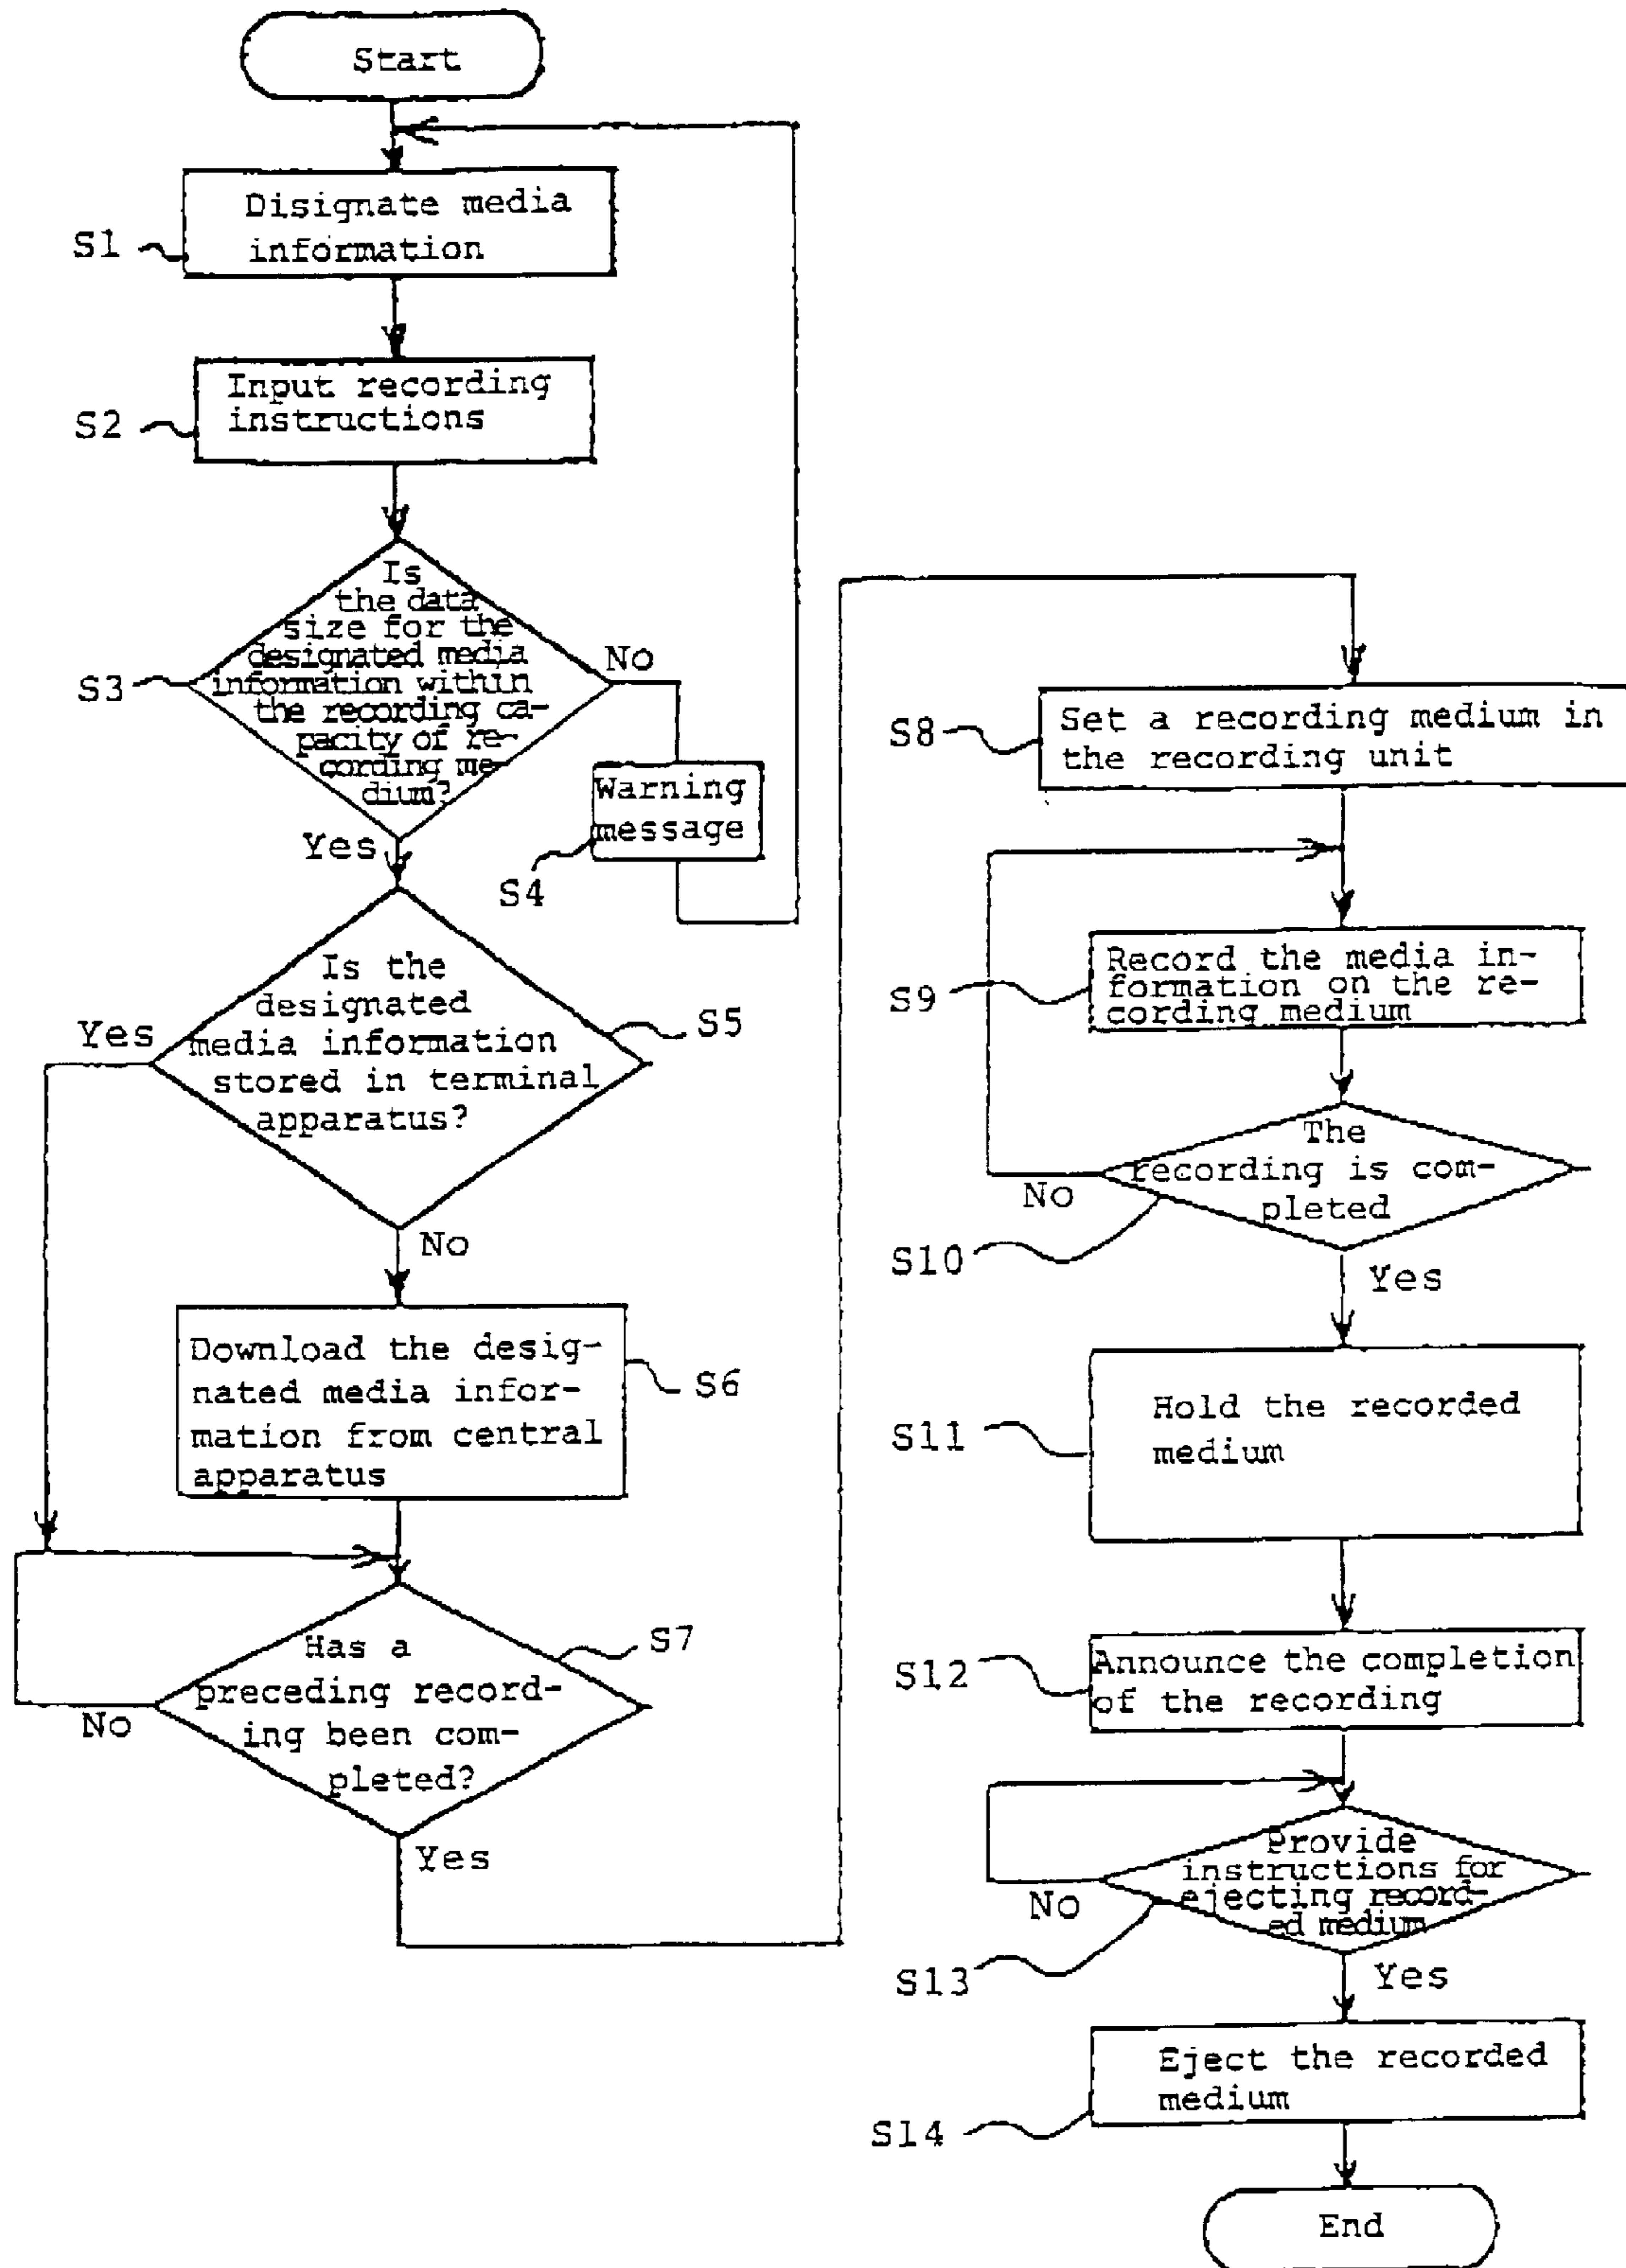 Start
Disignate media
information
S1
Input recording
instructions
S2
Is
the data
size for the
designated media
information within
the recording ca-
pacity of re-
cording me-
dium?
S3
No
Yes
Warning
message
S4
Is the
designated
media information
stored in terminal
apparatus?
S5
Yes
No
Download the desig-
nated media infor-
mation from central
apparatus
S6
Has a
preceding record-
ing been com-
pleted?
S7
No
Yes
Set a recording medium in
the recording unit
S8
Record the media in-
formation on the re-
cording medium
S9
The
recording is com-
pleted
No
S10
Yes
Hold the recorded
medium
S11
Announce the completion
of the recording
S12
Provide
instructions for
ejecting record-
ed medium
No
S13
Yes
Eject the recorded
medium
S14
End